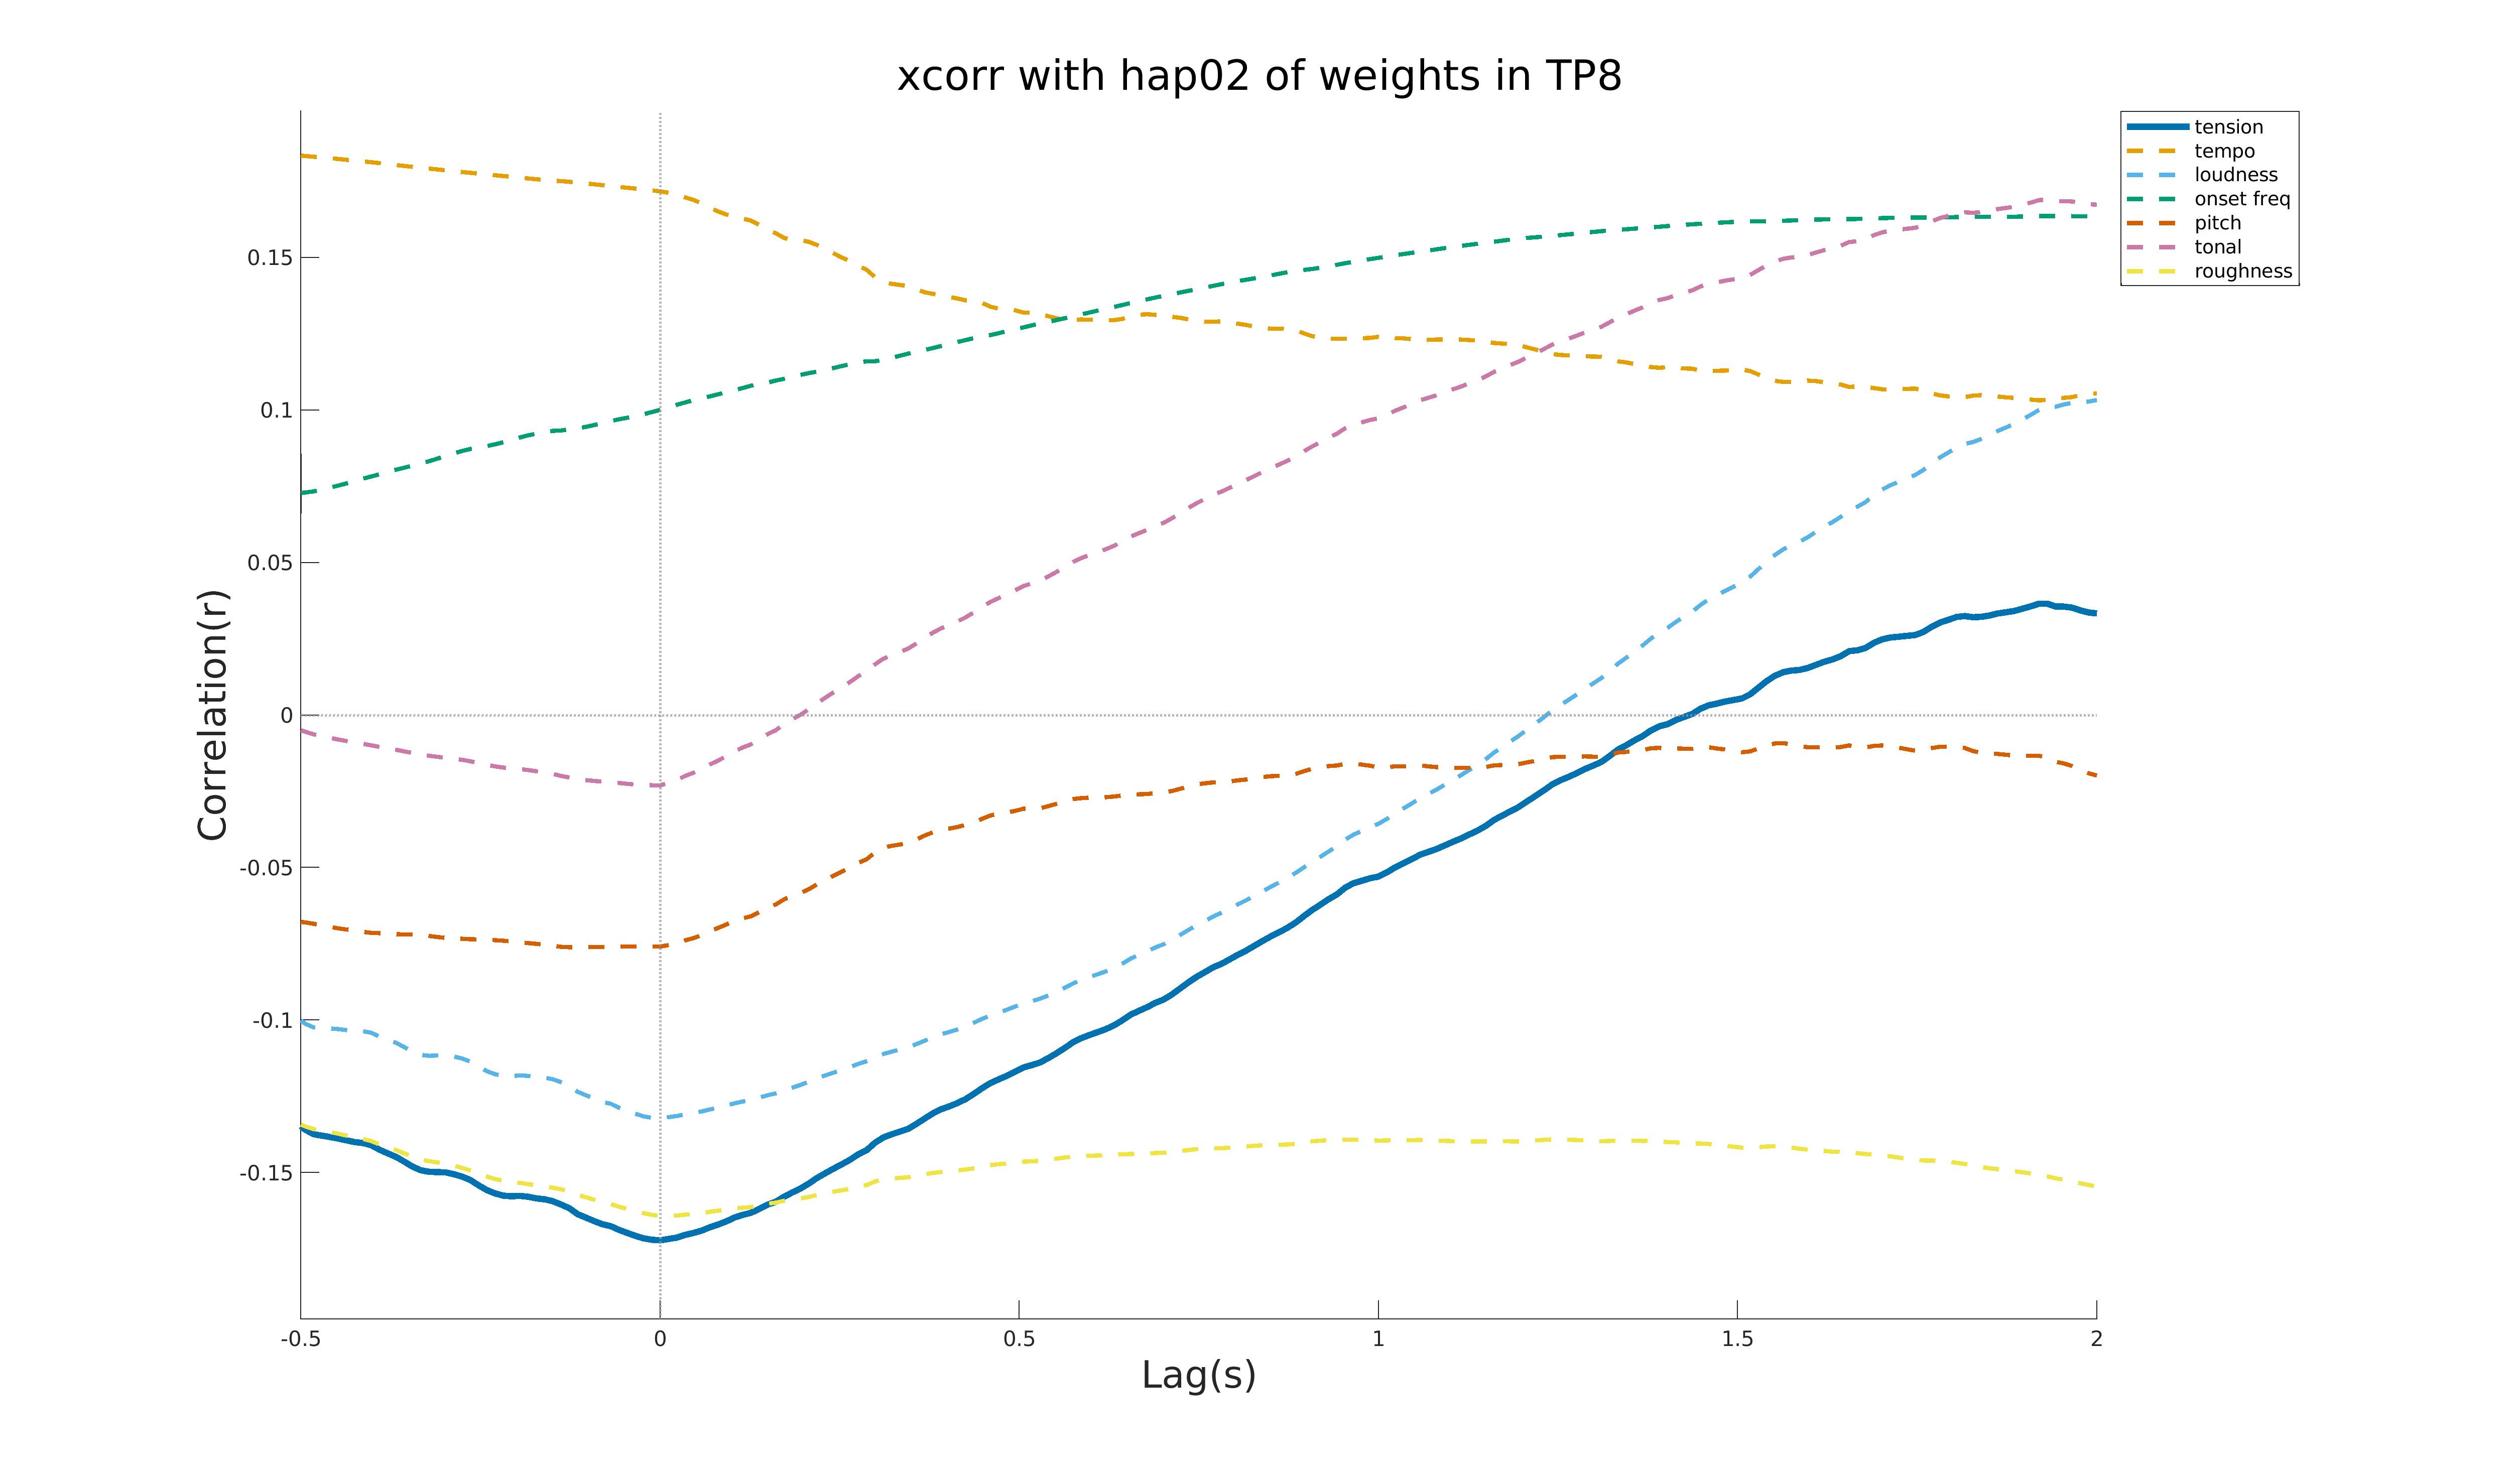 xcorr with hap02 of weights in TP8
tension
tempo
loudness
onset freq
pitch
tonal
roughness
0.15
0.1
0.05
0
-0.05
-0.1
-0.15
Correlation(r)
-0.5 0 0.5 1 1.5 2
Lag(s)